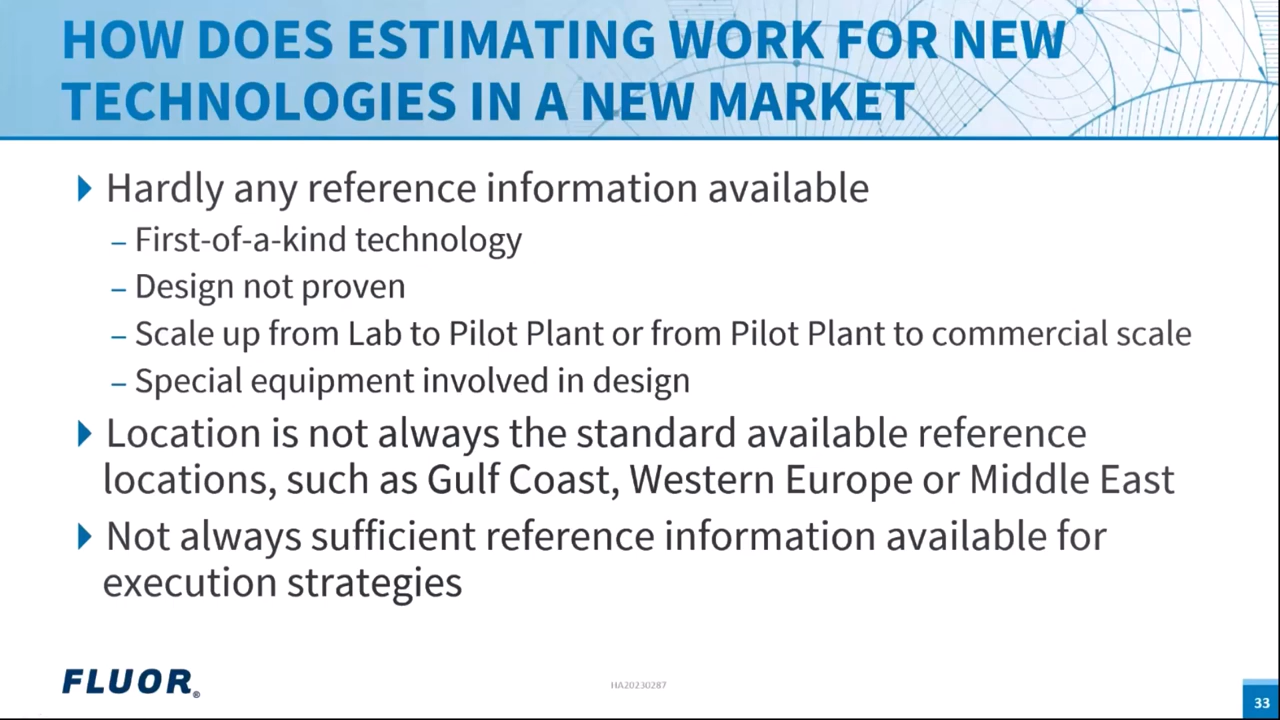 HOW DOES ESTIMATING WORK FOR NEW
TECHNOLOGIES IN A NEW MARKET
Hardly any reference information available
– First-of-a-kind technology
– Design not proven
– Scale up from Lab to Pilot Plant or from Pilot Plant to commercial scale
– Special equipment involved in design
Location is not always the standard available reference
locations, such as Gulf Coast, Western Europe or Middle East
Not always sufficient reference information available for
execution strategies
FLUOR®
HA20230287
33